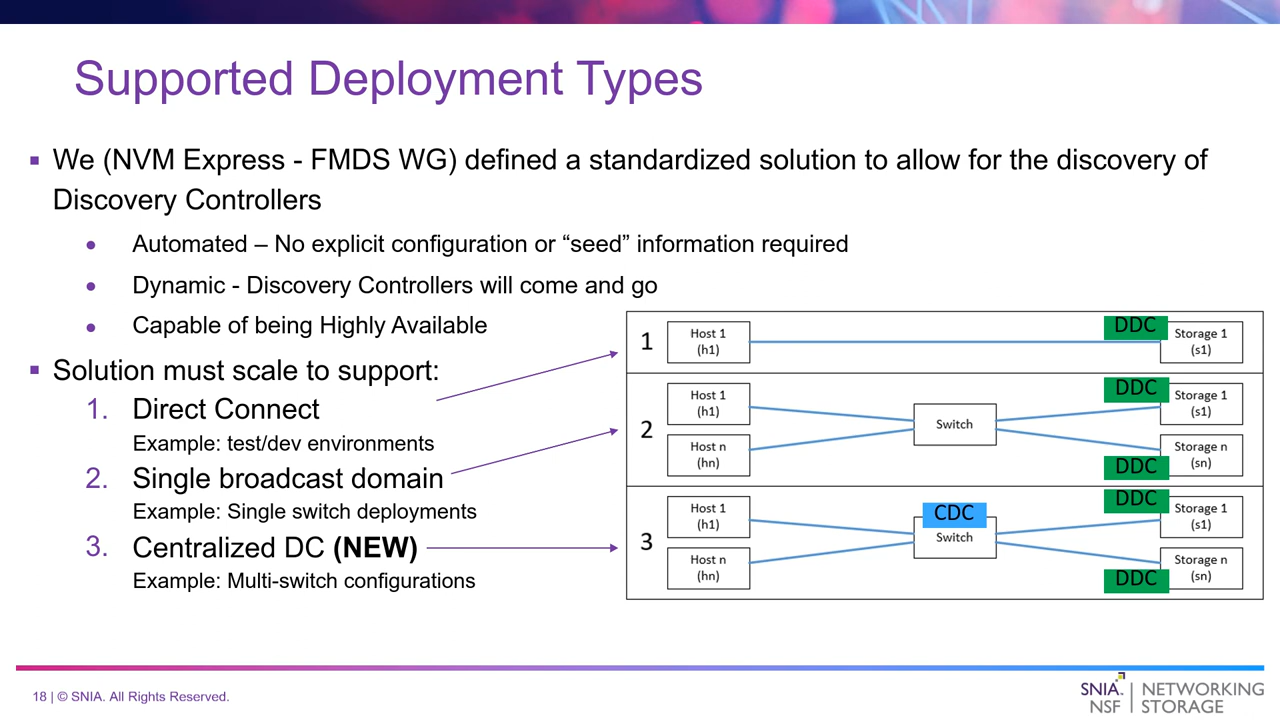 Supported Deployment Types
▪ We (NVM Express - FMDS WG) defined a standardized solution to allow for the discovery of
Discovery Controllers
• Automated – No explicit configuration or “seed” information required
• Dynamic - Discovery Controllers will come and go
• Capable of being Highly Available
▪ Solution must scale to support:
1. Direct Connect
Example: test/dev environments
2. Single broadcast domain
Example: Single switch deployments
3. Centralized DC (NEW)
Example: Multi-switch configurations
1
Host 1
(h1)
DDC
Storage 1
(s1)
2
Host 1
(h1)
Host n
(hn)
Switch
DDC
Storage 1
(s1)
DDC
Storage n
(sn)
3
Host 1
(h1)
Host n
(hn)
CDC
Switch
DDC
Storage 1
(s1)
DDC
Storage n
(sn)
18 | © SNIA. All Rights Reserved.
SNIA. | NETWORKING
NSF | STORAGE